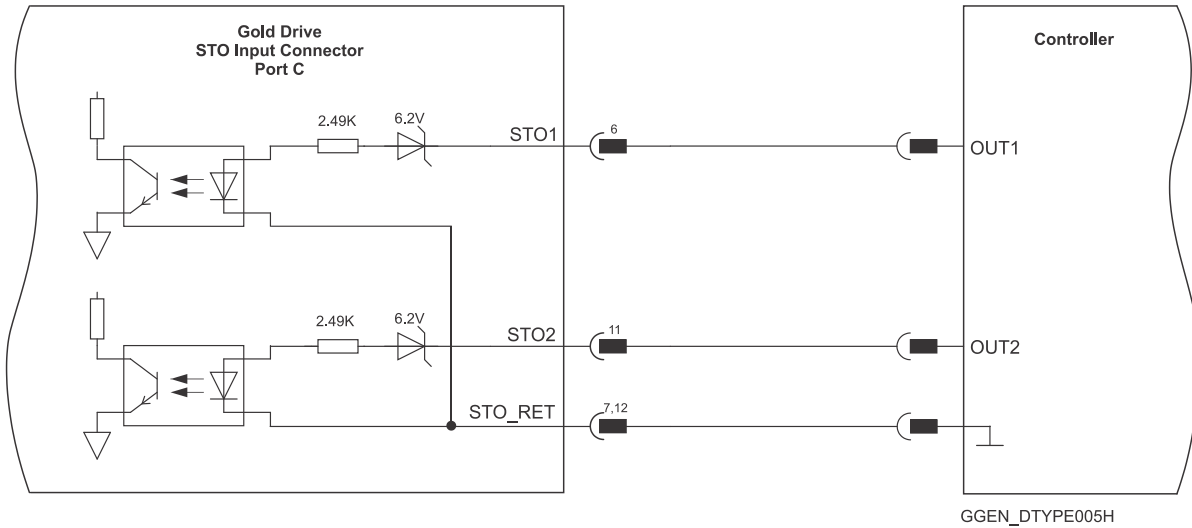 Gold Drive
STO Input Connector
Port C
Controller
2.49K
6.2V
STO1
6
OUT1
2.49K
6.2V
STO2
11
OUT2
STO_RET
7,12
GGEN_DTYPE005H